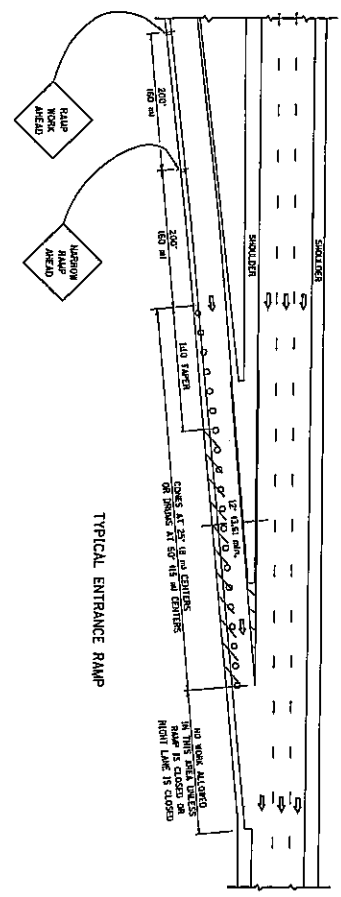 RAMP
WORK
AHEAD
NARROW
RAMP
AHEAD
200'
(60 m)
200'
(60 m)
SHOULDER
SHOULDER
1:40 TAPER
12' (3.6) min.
CONES AT 25' (8 m) CENTERS
OR DRUMS AT 50' (15 m) CENTERS
NO WORK ALLOWED
IN THIS AREA UNLESS
RAMP IS CLOSED OR
RIGHT LANE IS CLOSED
TYPICAL ENTRANCE RAMP